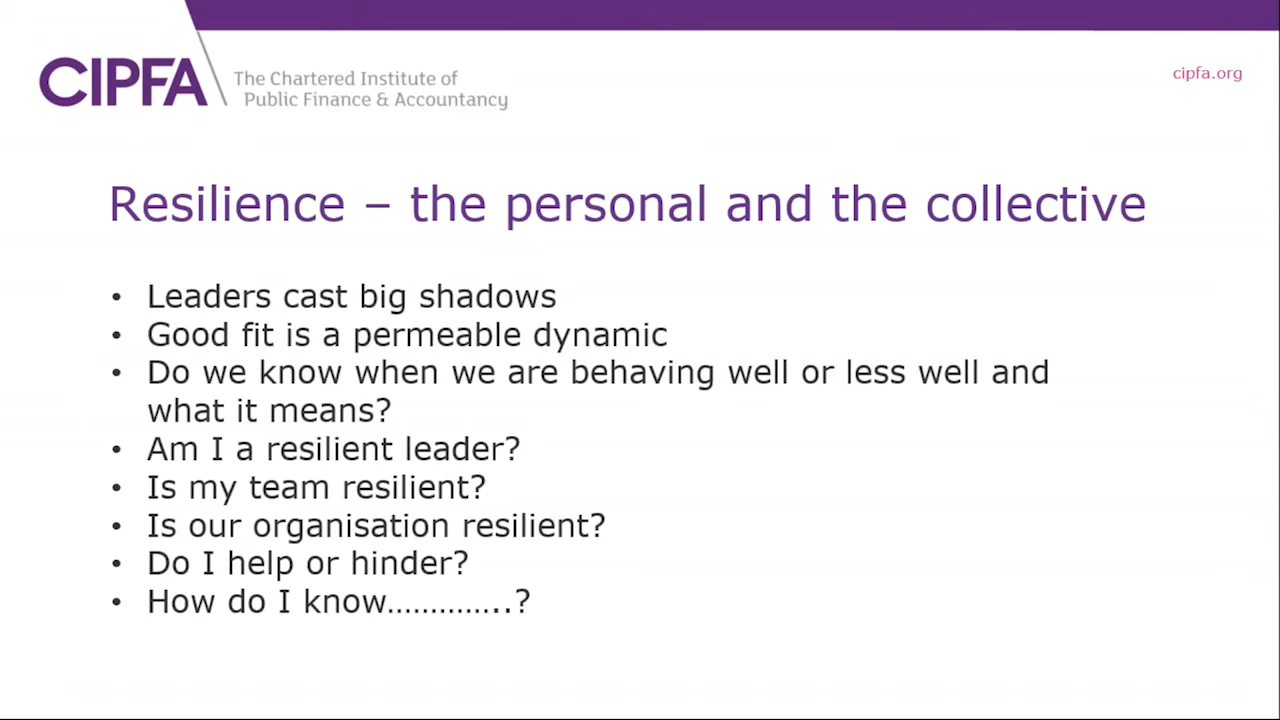 CIPFA
The Chartered Institute of
Public Finance & Accountancy
cipfa.org
Resilience – the personal and the collective
• Leaders cast big shadows
• Good fit is a permeable dynamic
• Do we know when we are behaving well or less well and
what it means?
• Am I a resilient leader?
• Is my team resilient?
• Is our organisation resilient?
• Do I help or hinder?
• How do I know…………..?